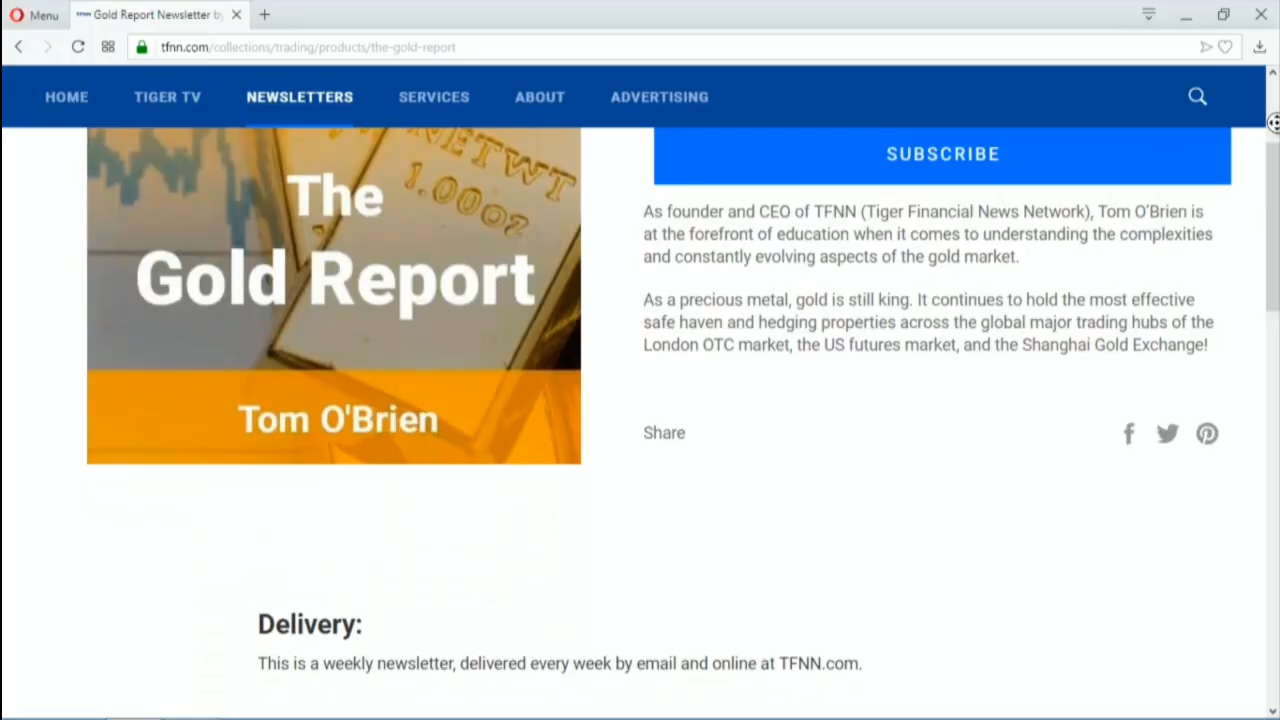 Menu
TFNN Gold Report Newsletter by
tfnn.com/collections/trading/products/the-gold-report
HOME TIGER TV NEWSLETTERS SERVICES ABOUT ADVERTISING
NETWT
1.00oz
The
Gold Report
Tom O'Brien
SUBSCRIBE
As founder and CEO of TFNN (Tiger Financial News Network), Tom O'Brien is
at the forefront of education when it comes to understanding the complexities
and constantly evolving aspects of the gold market.
As a precious metal, gold is still king. It continues to hold the most effective
safe haven and hedging properties across the global major trading hubs of the
London OTC market, the US futures market, and the Shanghai Gold Exchange!
Share
Delivery:
This is a weekly newsletter, delivered every week by email and online at TFNN.com.